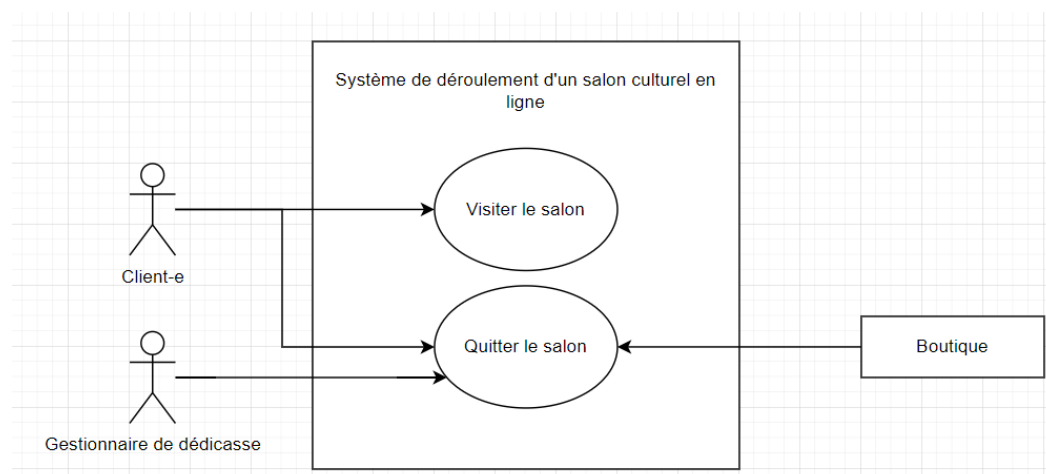 Système de déroulement d'un salon culturel en
ligne
Visiter le salon
Client-e
Quitter le salon
Boutique
Gestionnaire de dédicasse